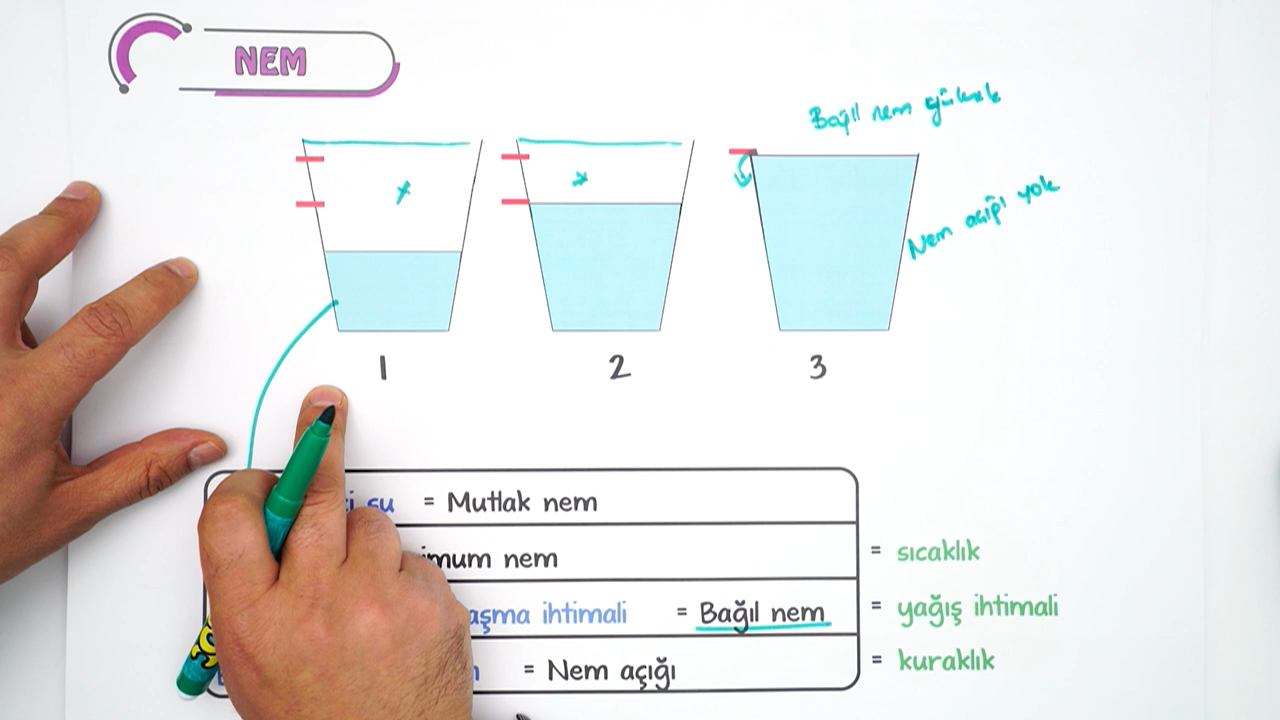 NEM
Bağıl nem yüksek
Nem açığı yok
1 2 3
su = Mutlak nem
imum nem = sıcaklık
aşma ihtimali = Bağıl nem = yağış ihtimali
= Nem açığı = kuraklık